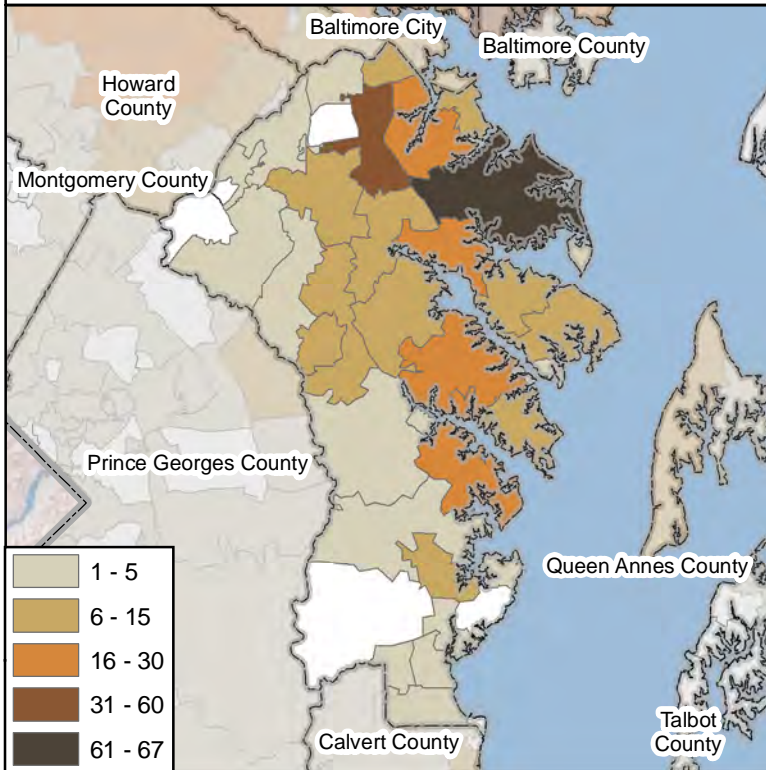 Baltimore City
Baltimore County
Howard
County
Montgomery County
Prince Georges County
Queen Annes County
1 - 5
6 - 15
16 - 30
31 - 60
61 - 67
Calvert County
Talbot
County